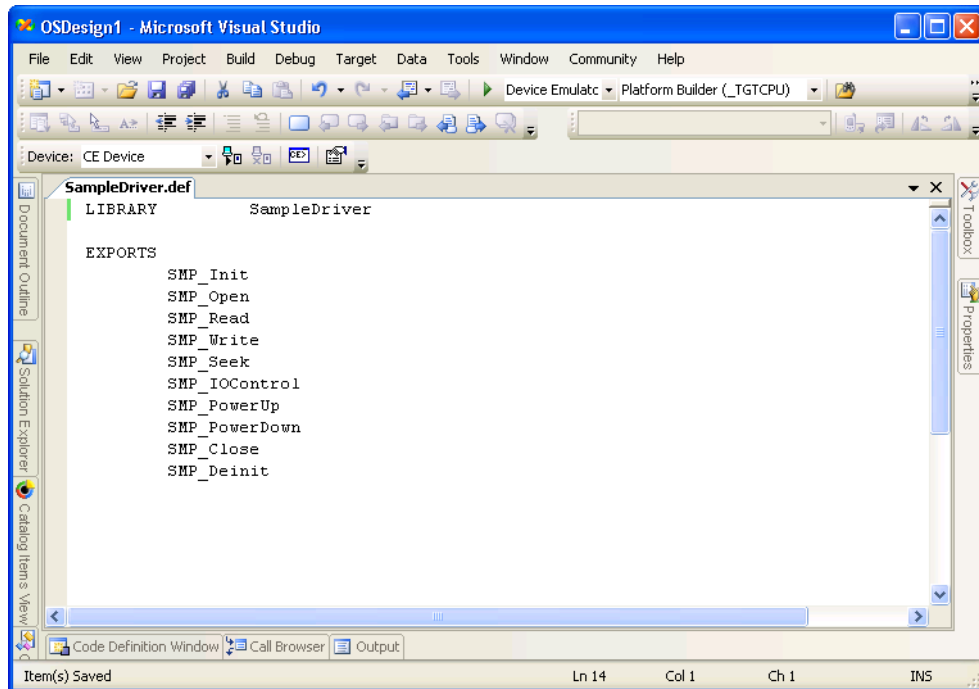 OSDesign1 - Microsoft Visual Studio
File Edit View Project Build Debug Target Data Tools Window Community Help
Device Emulatc Platform Builder (_TGTCPU)
Device: CE Device
SampleDriver.def
LIBRARY SampleDriver
EXPORTS
SMP_Init
SMP_Open
SMP_Read
SMP_Write
SMP_Seek
SMP_IOControl
SMP_PowerUp
SMP_PowerDown
SMP_Close
SMP_Deinit
Document Outline
Solution Explorer
Catalog Items View
Toolbox
Properties
Code Definition Window Call Browser Output
Item(s) Saved Ln 14 Col 1 Ch 1 INS